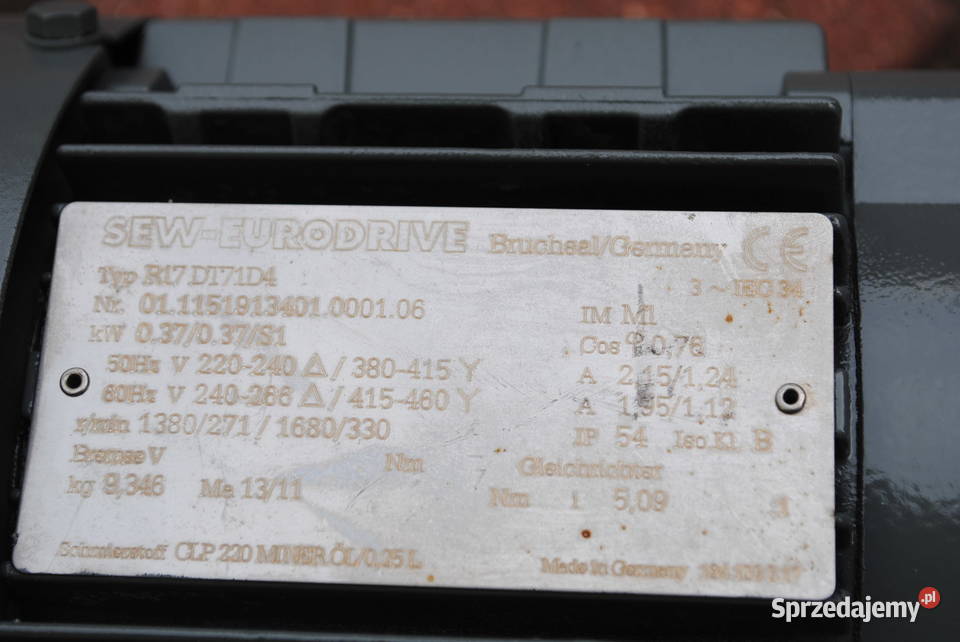 SEW-EURODRIVE Bruchsal/Germany CE
Typ R17 DT71D4 3 ~ IEC 34
Nr. 01.1151913401.0001.06 IM M1
kW 0.37/0.37/S1 Cos φ 0,76
50Hz V 220-240 Δ / 380-415 Y A 2,15/1,24
60Hz V 240-266 Δ / 415-460 Y A 1,95/1,12
r/min 1380/271 / 1680/330 IP 54 Iso.Kl. B
Bremse V Nm Gleichrichter
kg 9,346 Ma 13/11 Nm i 5,09 1
Schmierstoff CLP 220 MINER.ÖL/0,25 L Made in Germany
Sprzedajemy.pl